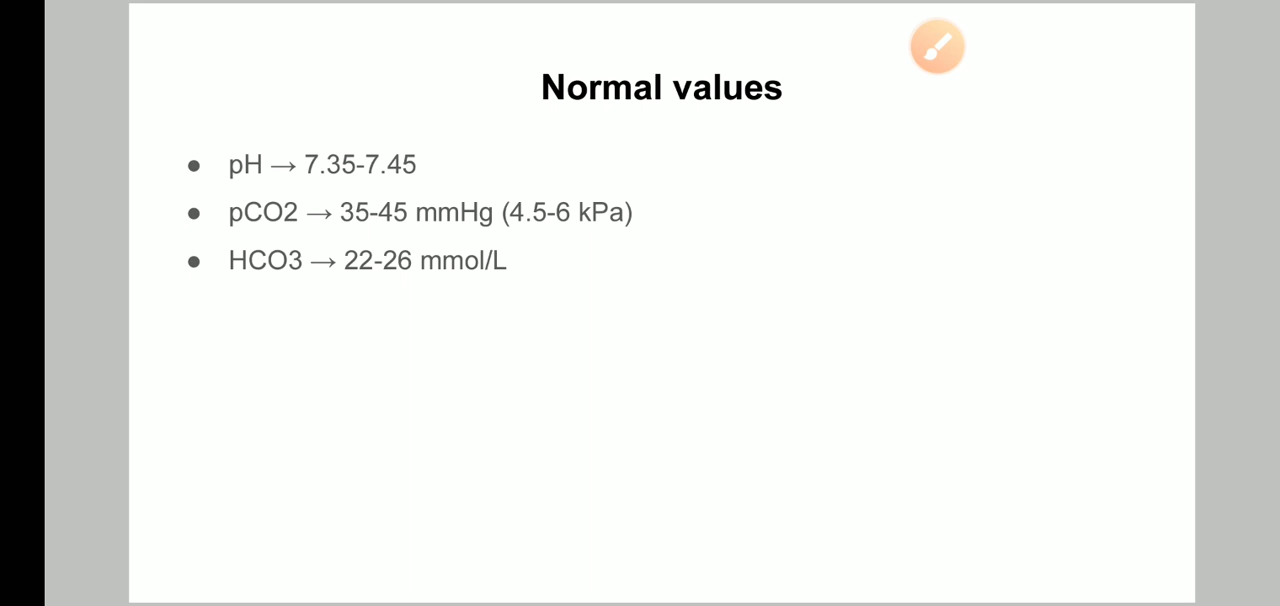 Normal values
● pH → 7.35-7.45
● pCO2 → 35-45 mmHg (4.5-6 kPa)
● HCO3 → 22-26 mmol/L